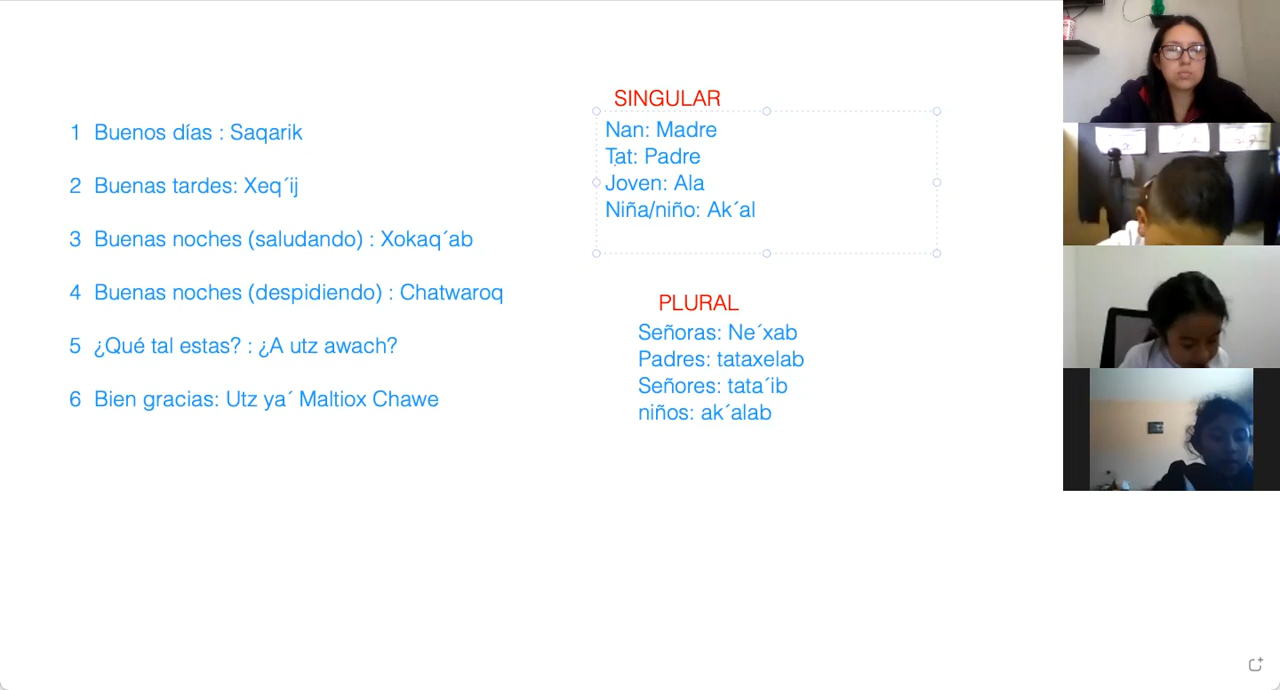 1 Buenos días : Saqarik
2 Buenas tardes: Xeq´ij
3 Buenas noches (saludando) : Xokaq´ab
4 Buenas noches (despidiendo) : Chatwaroq
5 ¿Qué tal estas? : ¿A utz awach?
6 Bien gracias: Utz ya´ Maltiox Chawe
SINGULAR
Nan: Madre
Tat: Padre
Joven: Ala
Niña/niño: Ak´al
PLURAL
Señoras: Ne´xab
Padres: tataxelab
Señores: tata´ib
niños: ak´alab